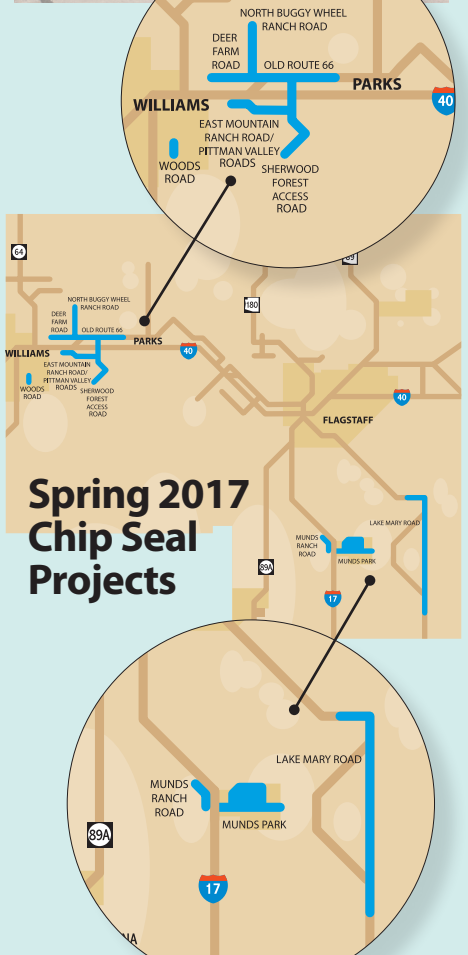 NORTH BUGGY WHEEL
RANCH ROAD
DEER
FARM
ROAD
OLD ROUTE 66
PARKS
40
WILLIAMS
EAST MOUNTAIN
RANCH ROAD/
PITTMAN VALLEY
ROADS
WOODS
ROAD
SHERWOOD
FOREST
ACCESS
ROAD
64
89
180
NORTH BUGGY WHEEL
RANCH ROAD
DEER
FARM
ROAD
OLD ROUTE 66
PARKS
40
WILLIAMS
EAST MOUNTAIN
RANCH ROAD/
PITTMAN VALLEY
ROADS
WOODS
ROAD
SHERWOOD
FOREST
ACCESS
ROAD
40
FLAGSTAFF
Spring 2017
Chip Seal
Projects
LAKE MARY ROAD
MUNDS
RANCH
ROAD
MUNDS PARK
89A
17
LAKE MARY ROAD
MUNDS
RANCH
ROAD
MUNDS PARK
89A
17
NA